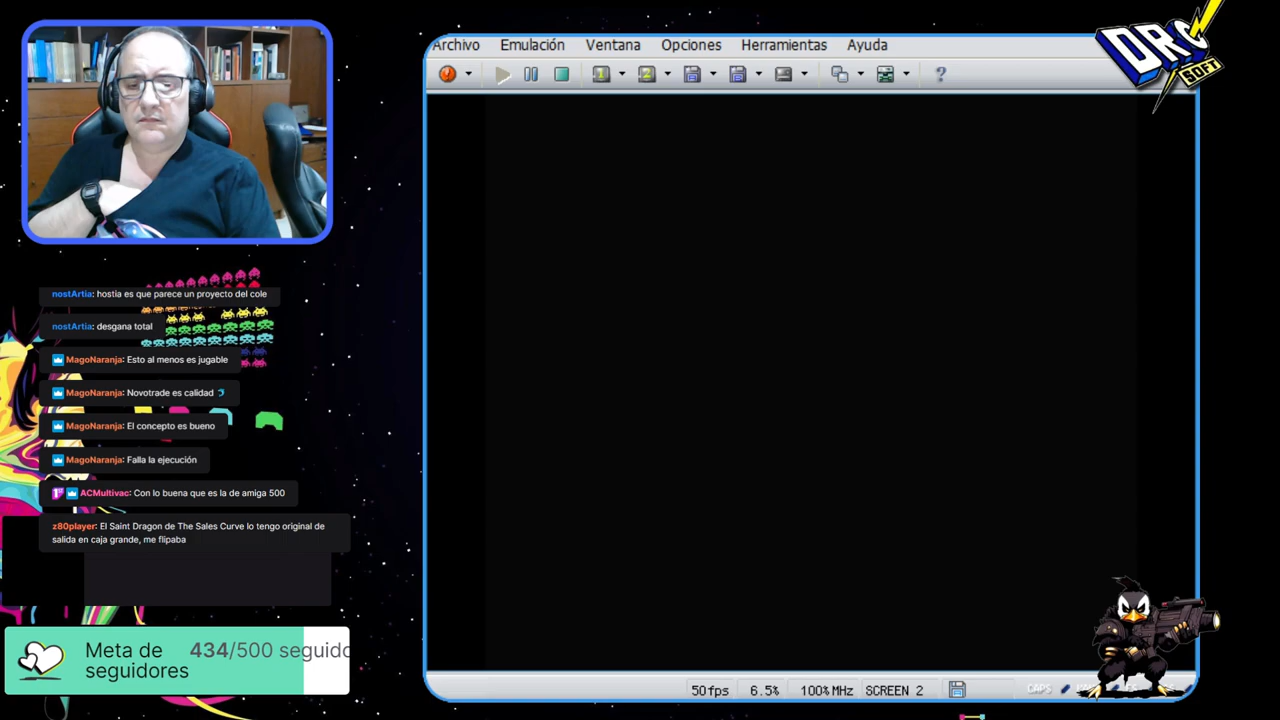 Archivo Emulación Ventana Opciones Herramientas Ayuda
DRC
SOFT
nostArtia: hostia es que parece un proyecto del cole
nostArtia: desgana total
MagoNaranja: Esto al menos es jugable
MagoNaranja: Novotrade es calidad
MagoNaranja: El concepto es bueno
MagoNaranja: Falla la ejecución
ACMultivac: Con lo buena que es la de amiga 500
z80player: El Saint Dragon de The Sales Curve lo tengo original de
salida en caja grande, me flipaba
Meta de
seguidores
434/500 seguido
50fps 6.5% 100%MHz SCREEN 2 CAPS